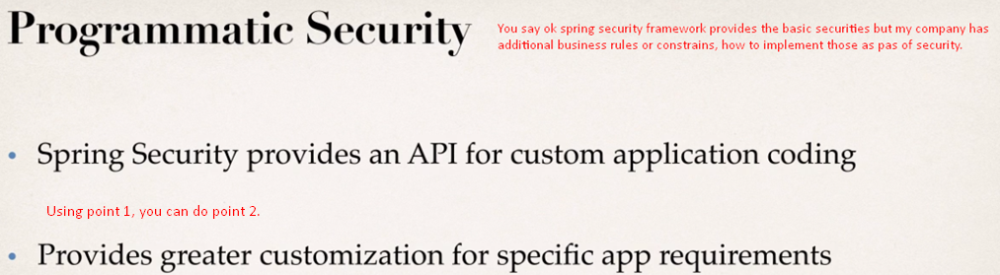 Programmatic Security
You say ok spring security framework provides the basic securities but my company has
additional business rules or constrains, how to implement those as pas of security.
• Spring Security provides an API for custom application coding
Using point 1, you can do point 2.
• Provides greater customization for specific app requirements